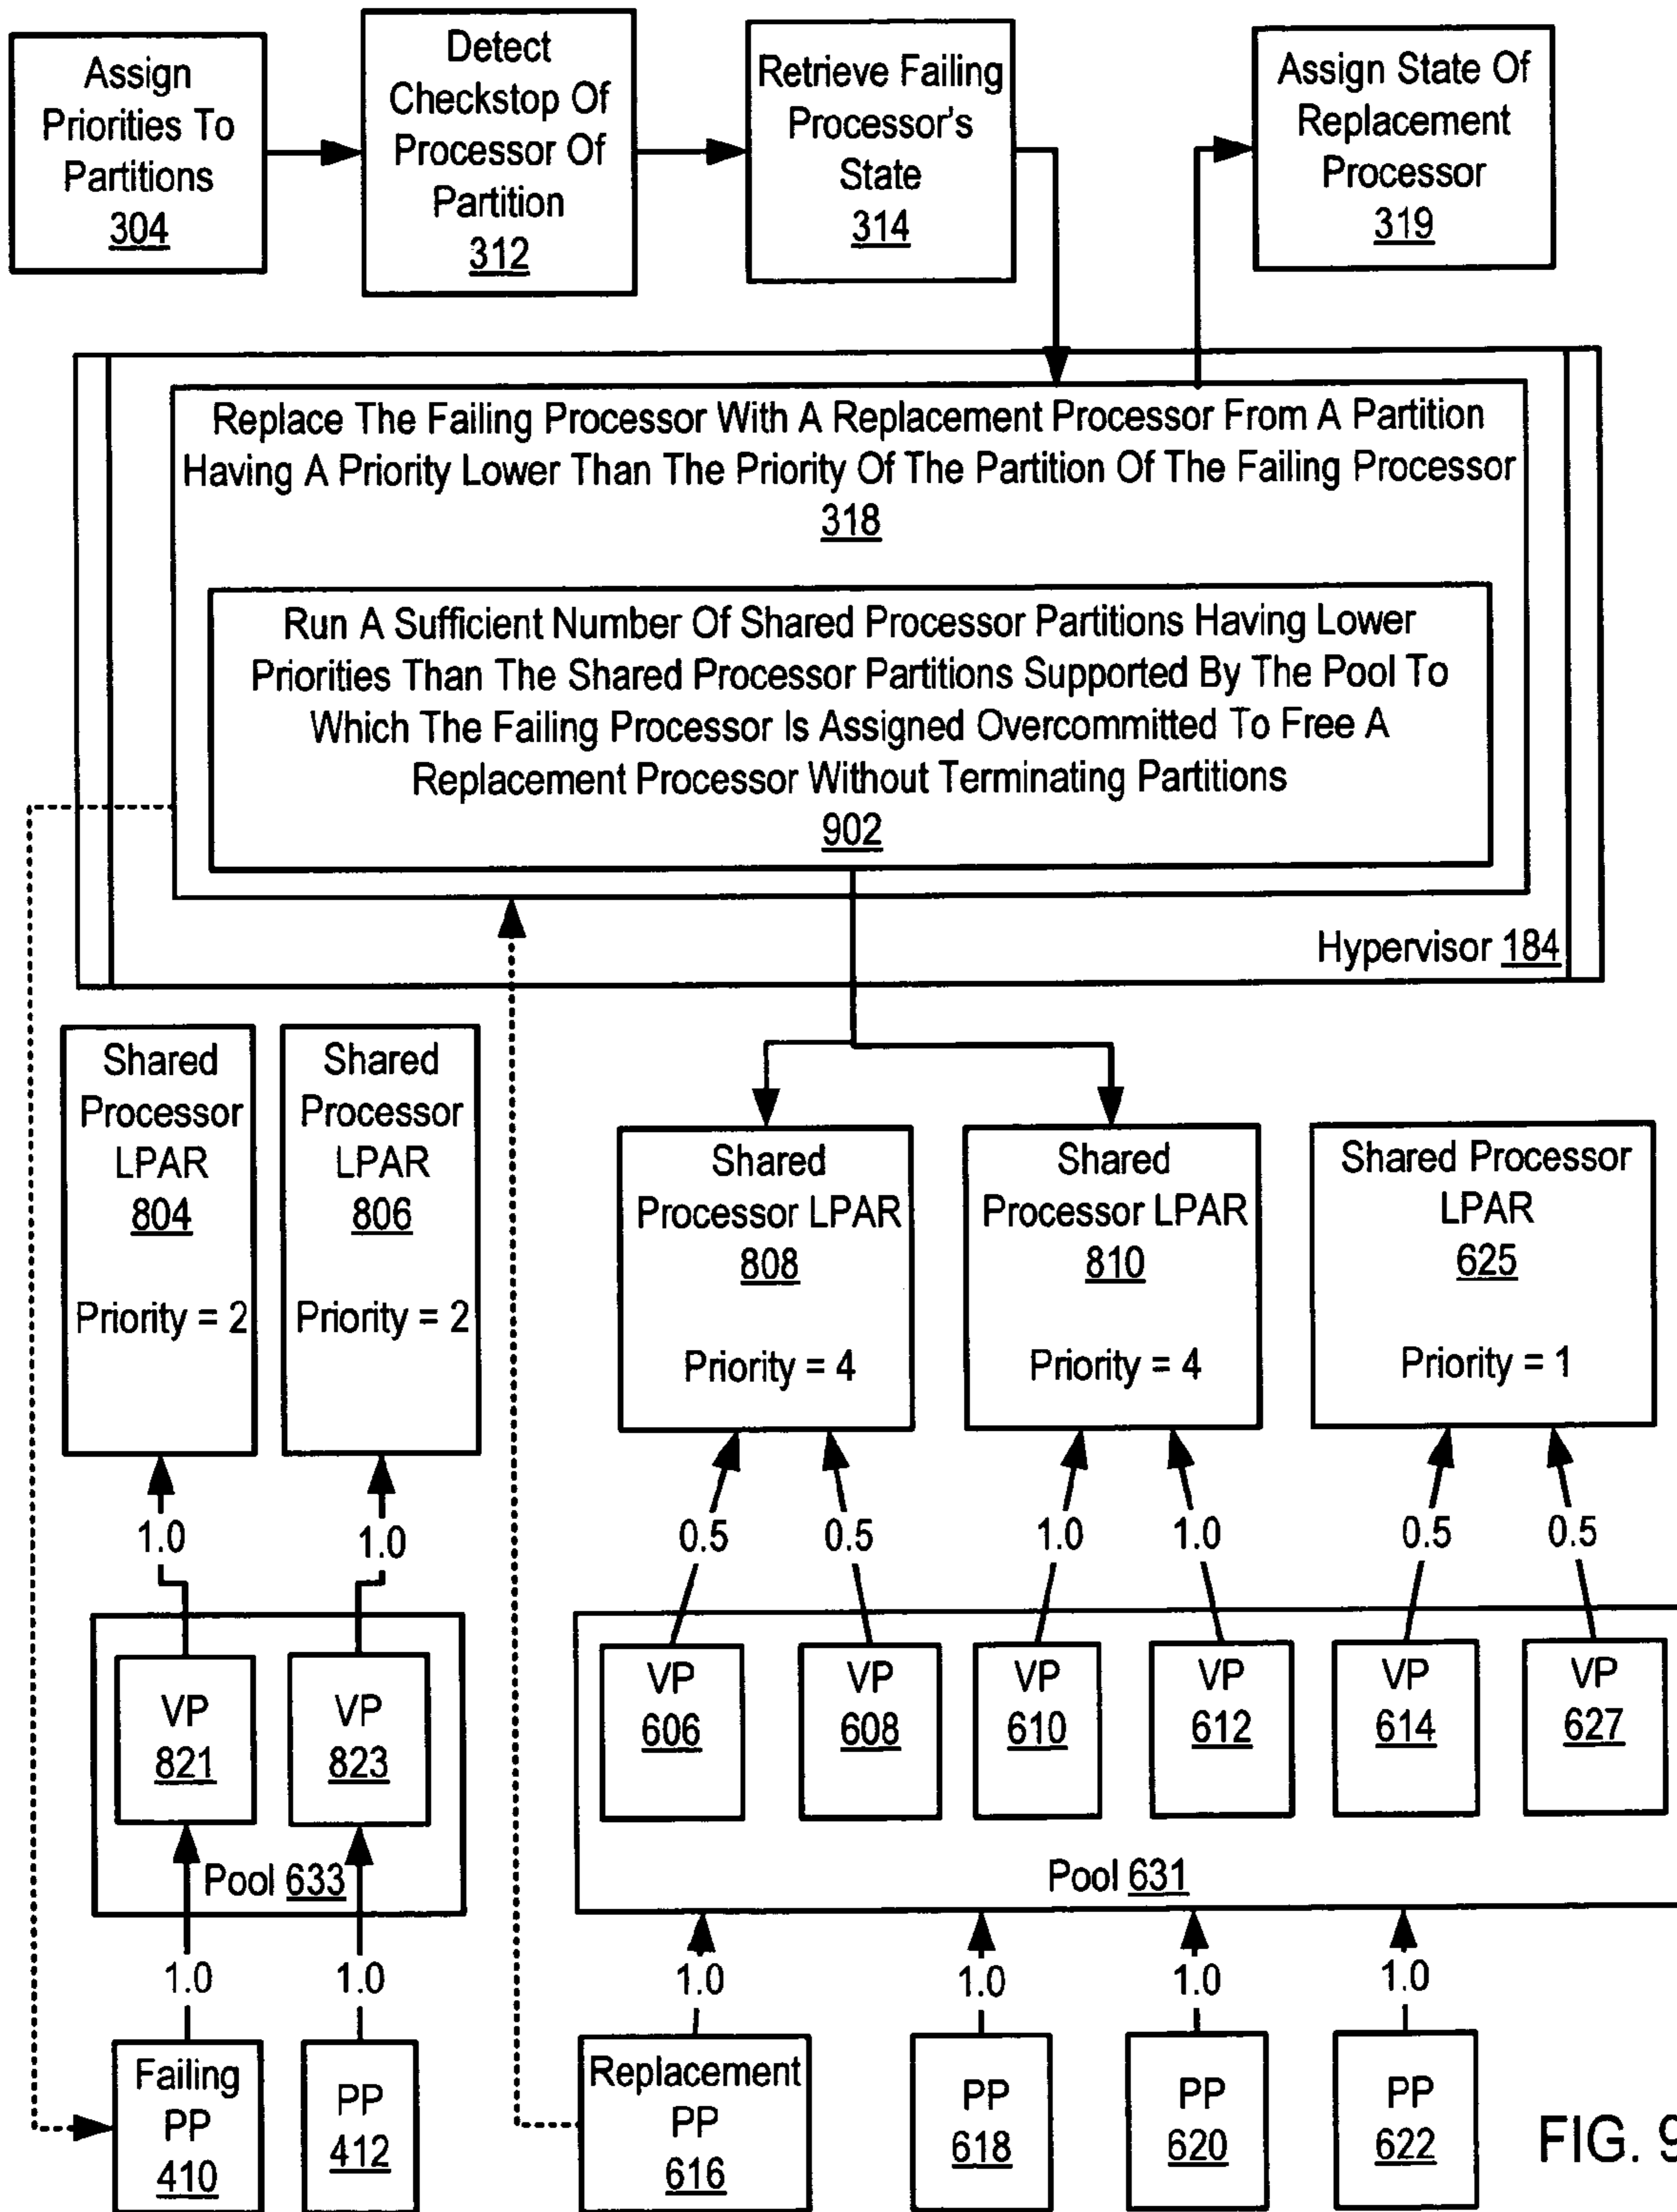 Assign
Priorities To
Partitions
304
Detect
Checkstop Of
Processor Of
Partition
312
Retrieve Failing
Processor's
State
314
Assign State Of
Replacement
Processor
319
Replace The Failing Processor With A Replacement Processor From A Partition
Having A Priority Lower Than The Priority Of The Partition Of The Failing Processor
318
Run A Sufficient Number Of Shared Processor Partitions Having Lower
Priorities Than The Shared Processor Partitions Supported By The Pool To
Which The Failing Processor Is Assigned Overcommitted To Free A
Replacement Processor Without Terminating Partitions
902
Hypervisor 184
Shared
Processor
LPAR
804
Priority = 2
Shared
Processor
LPAR
806
Priority = 2
Shared
Processor LPAR
808
Priority = 4
Shared
Processor LPAR
810
Priority = 4
Shared Processor
LPAR
625
Priority = 1
1.0
1.0
0.5
0.5
1.0
1.0
0.5
0.5
VP
821
VP
823
Pool 633
VP
606
VP
608
VP
610
VP
612
VP
614
VP
627
Pool 631
1.0
1.0
1.0
1.0
1.0
1.0
Failing
PP
410
PP
412
Replacement
PP
616
PP
618
PP
620
PP
622
FIG. 9